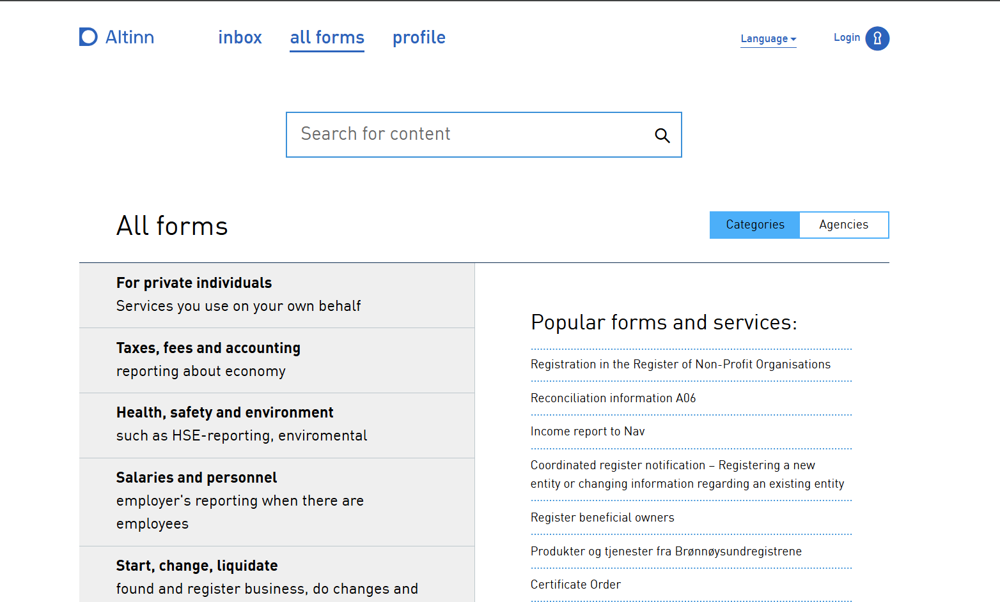 Altinn
inbox
all forms
profile
Language
Login
Search for content
All forms
Categories
Agencies
For private individuals
Services you use on your own behalf
Taxes, fees and accounting
reporting about economy
Health, safety and environment
such as HSE-reporting, enviromental
Salaries and personnel
employer's reporting when there are
employees
Start, change, liquidate
found and register business, do changes and
Popular forms and services:
Registration in the Register of Non-Profit Organisations
Reconciliation information A06
Income report to Nav
Coordinated register notification – Registering a new
entity or changing information regarding an existing entity
Register beneficial owners
Produkter og tjenester fra Brønnøysundregistrene
Certificate Order